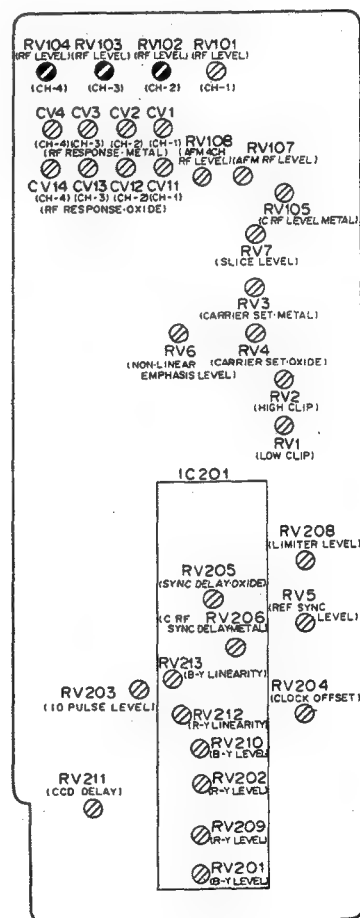 RV104 RV103 RV102 RV101
(RF LEVEL) (RF LEVEL) (RF LEVEL) (RF LEVEL)
(CH-4) (CH-3) (CH-2) (CH-1)
CV4 CV3 CV2 CV1
(CH-4) (CH-3) (CH-2) (CH-1)
(RF RESPONSE-METAL)
RV108
(AFM 4CH
RF LEVEL)
RV107
(AFM RF LEVEL)
CV14 CV13 CV12 CV11
(CH-4) (CH-3) (CH-2) (CH-1)
(RF RESPONSE-OXIDE)
RV105
(C RF LEVEL METAL)
RV7
(SLICE LEVEL)
RV3
(CARRIER SET-METAL)
RV6
(NON-LINEAR
EMPHASIS LEVEL)
RV4
(CARRIER SET-OXIDE)
RV2
(HIGH CLIP)
RV1
(LOW CLIP)
IC201
RV208
(LIMITER LEVEL)
RV205
(SYNC DELAY-OXIDE)
RV5
(REF SYNC
LEVEL)
(C RF RV206
SYNC DELAY-METAL)
RV213
(B-Y LINEARITY)
RV203
(10 PULSE LEVEL)
RV204
(CLOCK OFFSET)
RV212
(R-Y LINEARITY)
RV210
(B-Y LEVEL)
RV211
(CCD DELAY)
RV202
(R-Y LEVEL)
RV209
(R-Y LEVEL)
RV201
(B-Y LEVEL)